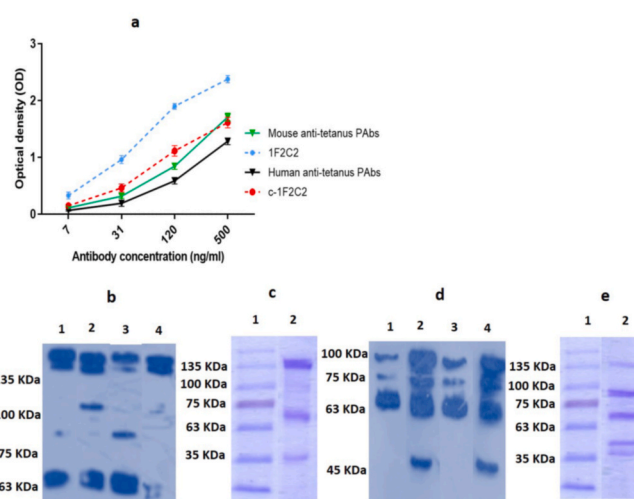 a
3
2
1
0
Optical density (OD)
7
31
120
500
Antibody concentration (ng/ml)
Mouse anti-tetanus PAbs
1F2C2
Human anti-tetanus PAbs
c-1F2C2
b
1 2 3 4
35 KDa
00 KDa
75 KDa
63 KDa
c
1 2
135 KDa
100 KDa
75 KDa
63 KDa
35 KDa
d
1 2 3 4
100 KDa
75 KDa
63 KDa
45 KDa
e
1 2
135 KDa
100 KDa
75 KDa
63 KDa
35 KDa